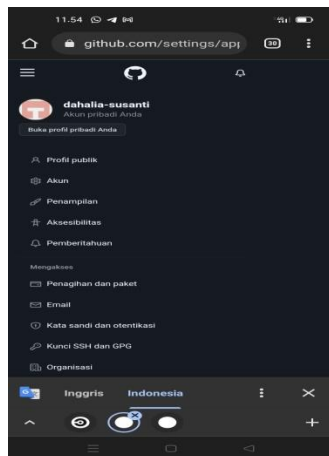 11.54
github.com/settings/app
30
dahalia-susanti
Akun pribadi Anda
Buka profil pribadi Anda
Profil publik
Akun
Penampilan
Aksesibilitas
Pemberitahuan
Mengakses
Penagihan dan paket
Email
Kata sandi dan otentikasi
Kunci SSH dan GPG
Organisasi
Inggris Indonesia